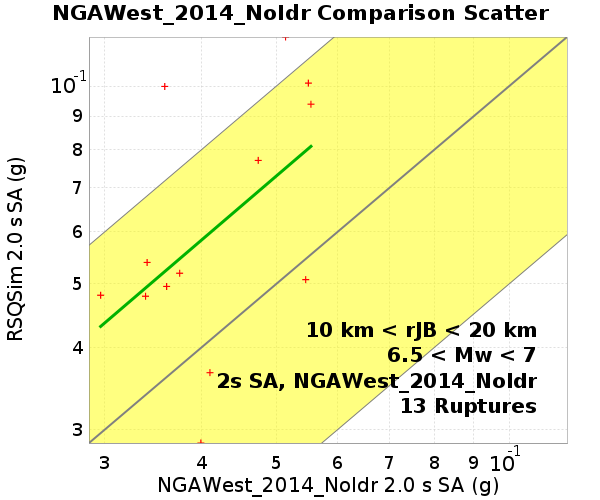 NGAWest_2014_NoIdr Comparison Scatter
RSQSim 2.0 s SA (g)
10^-1
9
8
7
6
5
4
3
10 km < rJB < 20 km
6.5 < Mw < 7
2s SA, NGAWest_2014_NoIdr
13 Ruptures
3 4 5 6 7 8 9 10^-1
NGAWest_2014_NoIdr 2.0 s SA (g)